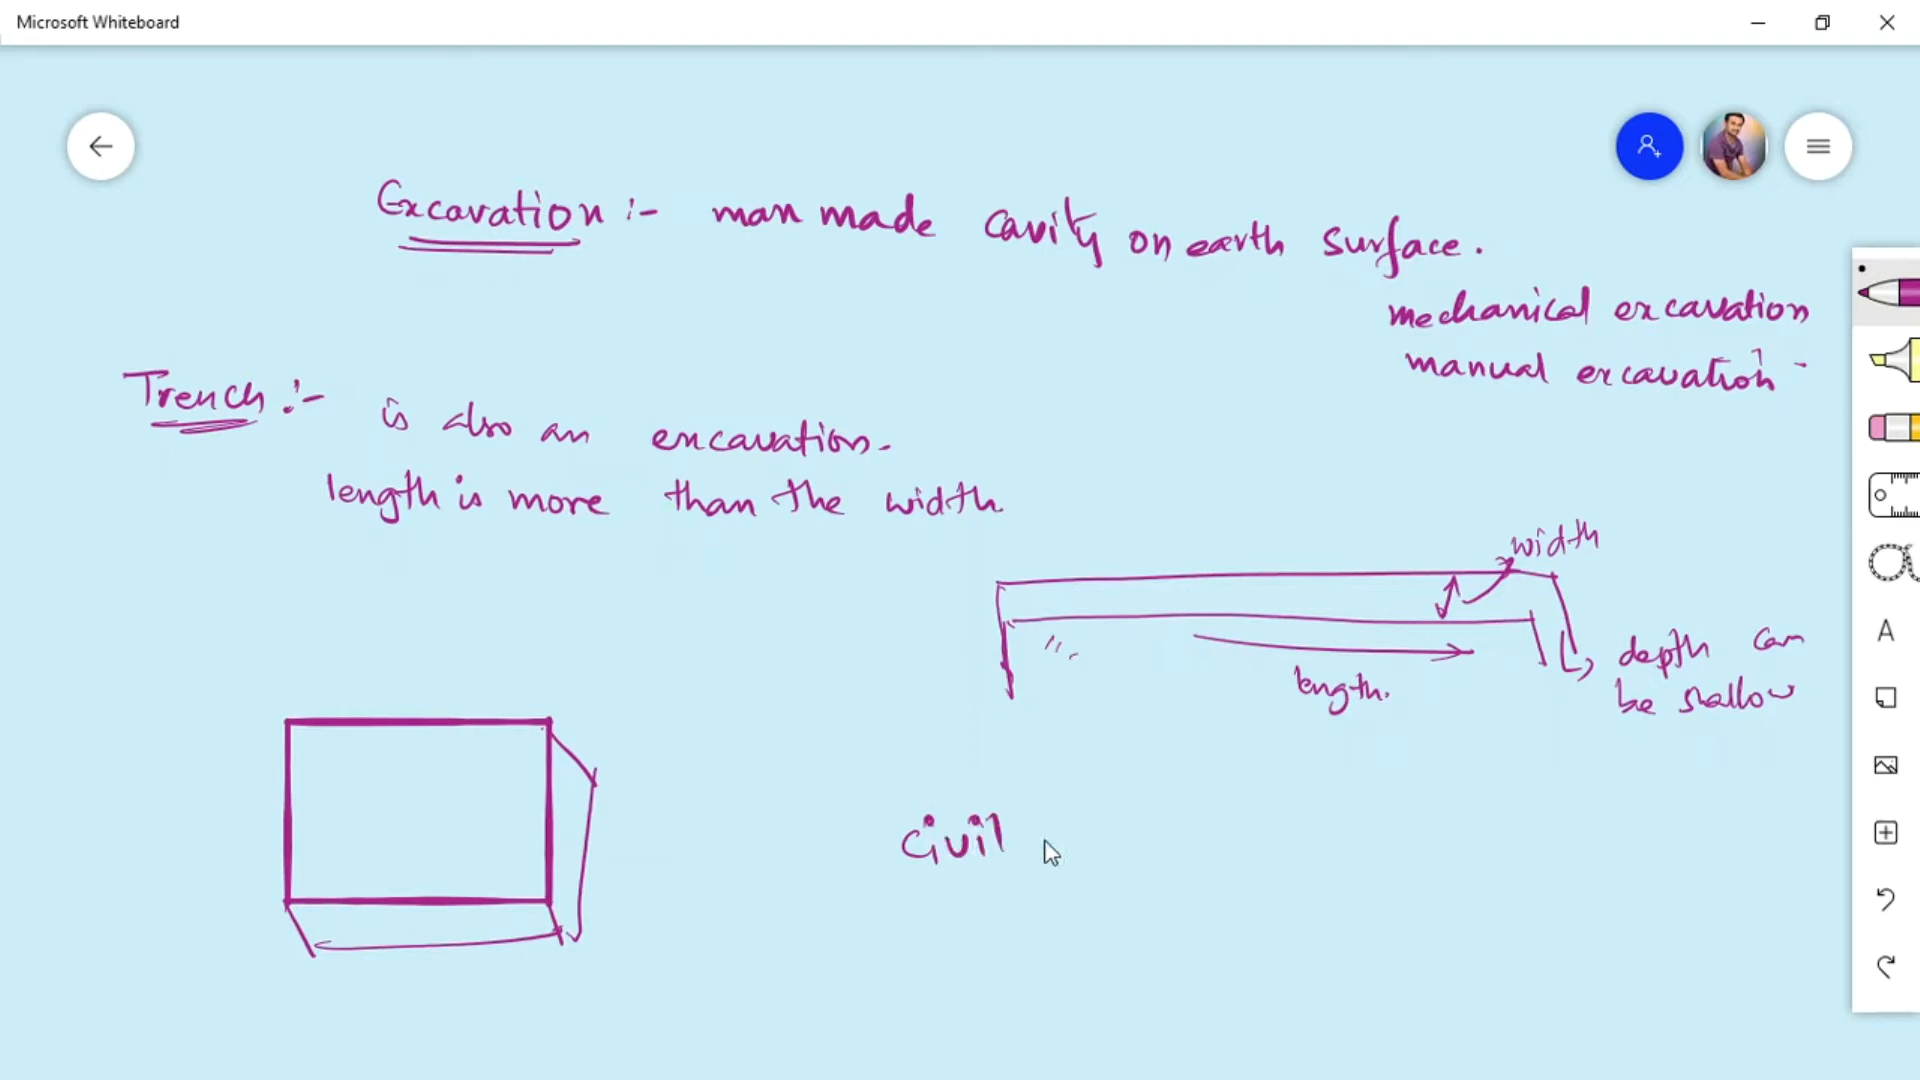 Microsoft Whiteboard
Excavation :- man made cavity on earth surface.
mechanical excavation
manual excavation -
Trench :- is also an excavation-
length is more than the width
width
length.
depth can
be shallow
civil
A